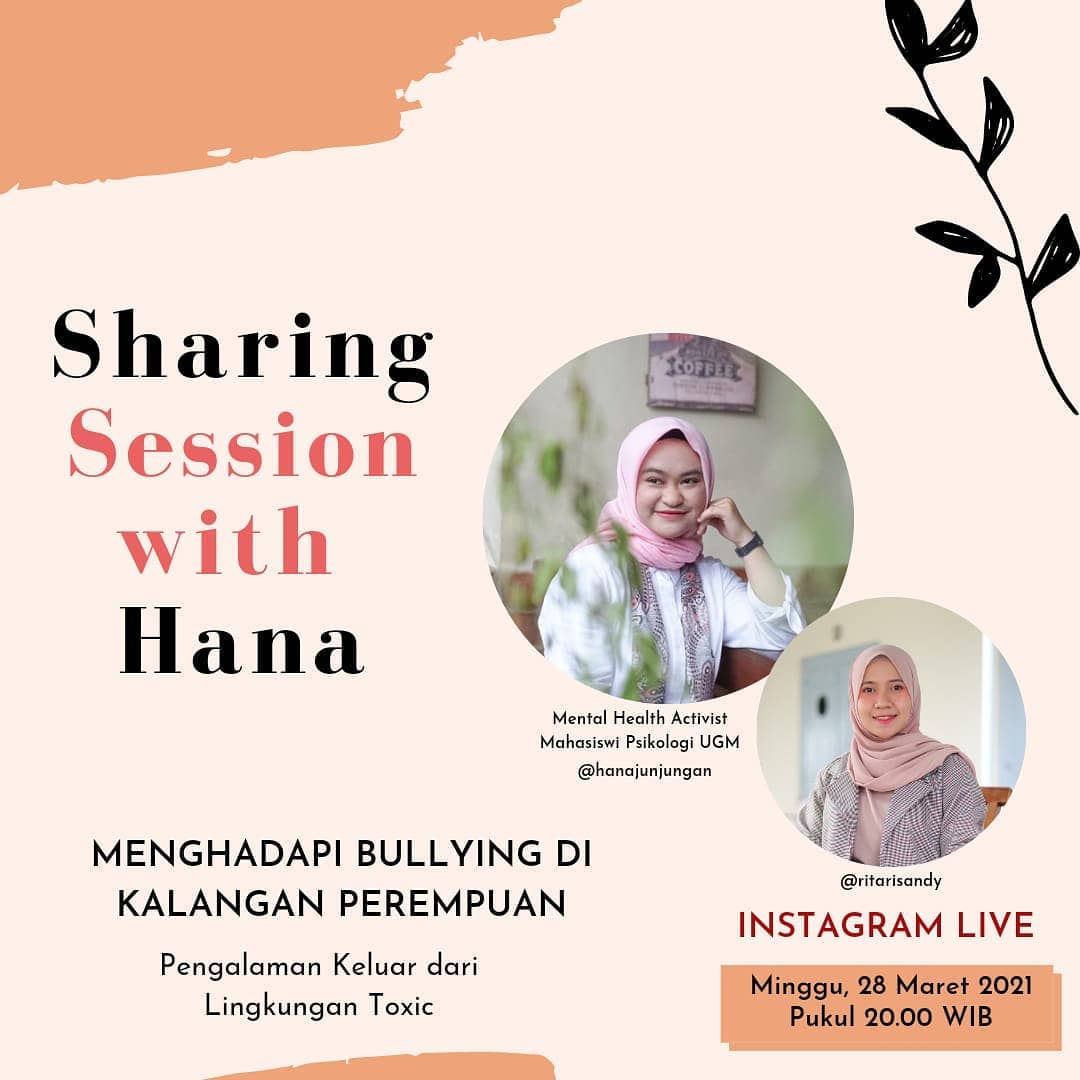 Sharing
Session
with
Hana
COFFEE
Mental Health Activist
Mahasiswi Psikologi UGM
@hanajunjungan
@ritarisandy
MENGHADAPI BULLYING DI
KALANGAN PEREMPUAN
Pengalaman Keluar dari
Lingkungan Toxic
INSTAGRAM LIVE
Minggu, 28 Maret 2021
Pukul 20.00 WIB